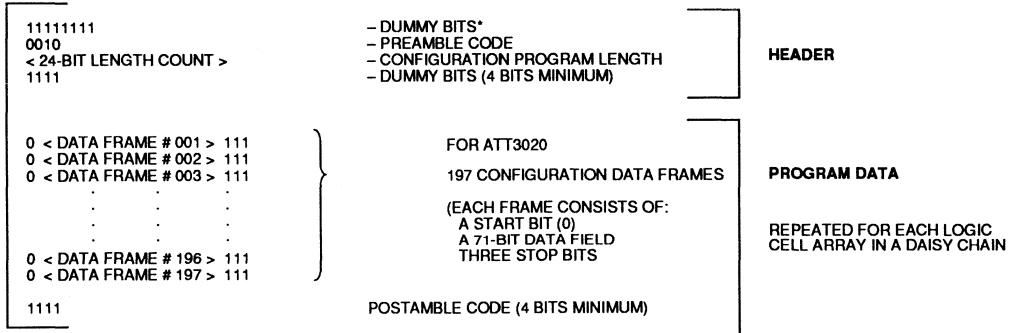 11111111 – DUMMY BITS*
0010 – PREAMBLE CODE
< 24-BIT LENGTH COUNT > – CONFIGURATION PROGRAM LENGTH
1111 – DUMMY BITS (4 BITS MINIMUM)
HEADER
0 < DATA FRAME # 001 > 111
0 < DATA FRAME # 002 > 111
0 < DATA FRAME # 003 > 111
. . .
. . .
. . .
. . .
0 < DATA FRAME # 196 > 111
0 < DATA FRAME # 197 > 111
FOR ATT3020
197 CONFIGURATION DATA FRAMES
(EACH FRAME CONSISTS OF:
A START BIT (0)
A 71-BIT DATA FIELD
THREE STOP BITS
PROGRAM DATA
REPEATED FOR EACH LOGIC
CELL ARRAY IN A DAISY CHAIN
1111 POSTAMBLE CODE (4 BITS MINIMUM)